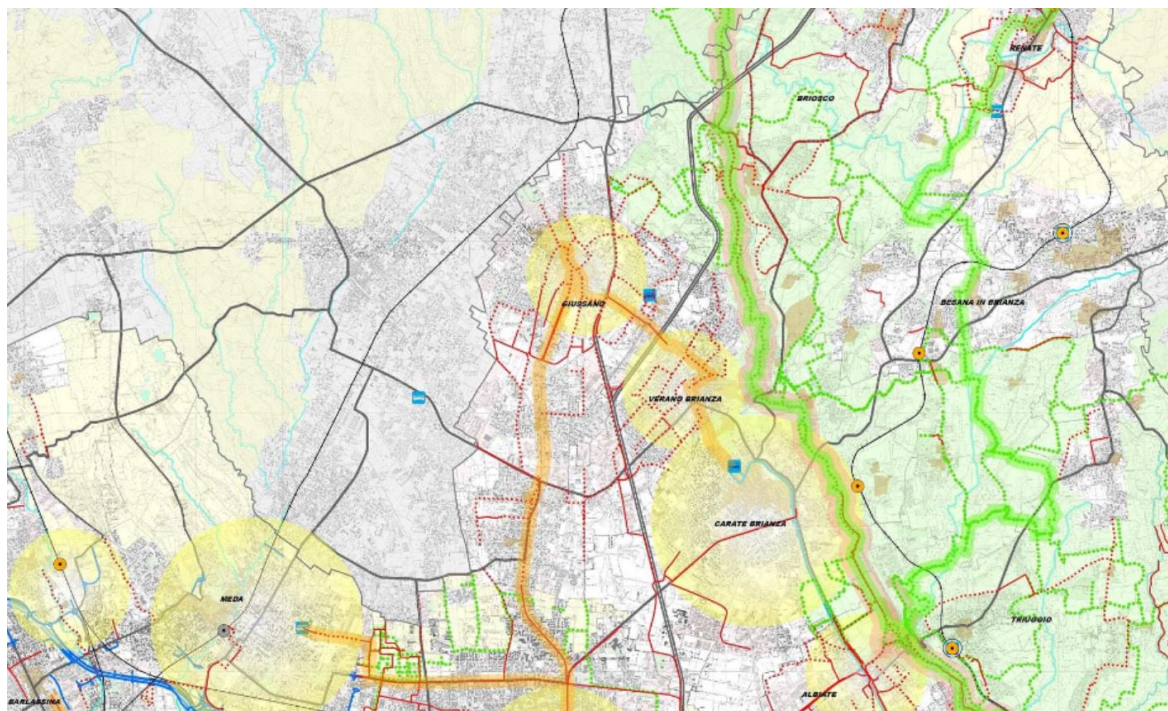 RENATE
BRIOSCO
GIUSSANO
BESANA IN BRIANZA
VERANO BRIANZA
CARATE BRIANZA
MEDA
TRIUGGIO
ALBIATE
BARLASSINA